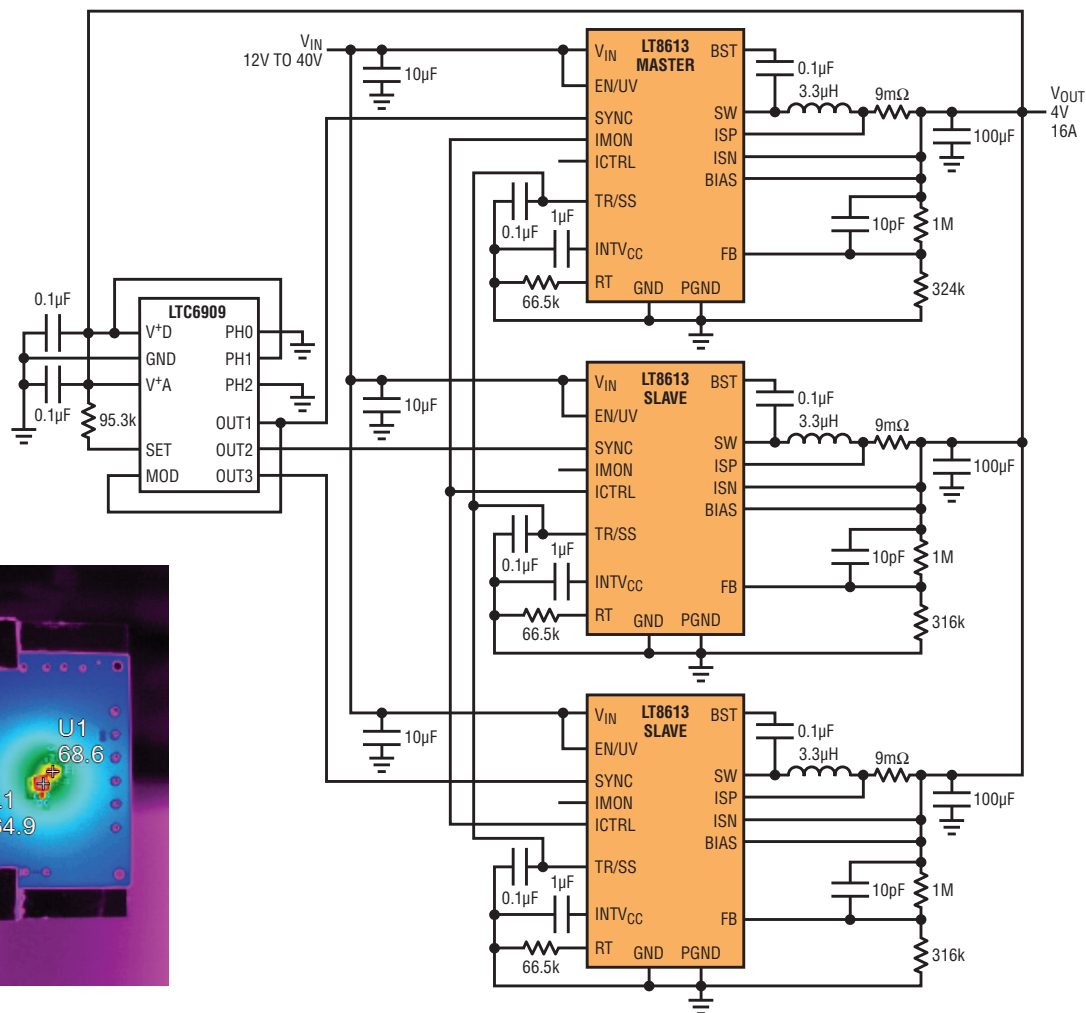 VIN
12V TO 40V
10µF
LT8613
MASTER
VIN
EN/UV
SYNC
IMON
ICTRL
TR/SS
INTVCC
RT
GND
PGND
BST
SW
ISP
ISN
BIAS
FB
0.1µF
3.3µH
9mΩ
100µF
VOUT
4V
16A
10pF
1M
324k
0.1µF
1µF
66.5k
0.1µF
0.1µF
95.3k
LTC6909
V+D
GND
V+A
SET
MOD
PH0
PH1
PH2
OUT1
OUT2
OUT3
10µF
LT8613
SLAVE
VIN
EN/UV
SYNC
IMON
ICTRL
TR/SS
INTVCC
RT
GND
PGND
BST
SW
ISP
ISN
BIAS
FB
0.1µF
3.3µH
9mΩ
100µF
10pF
1M
316k
0.1µF
1µF
66.5k
U1
68.6
.1
64.9
10µF
LT8613
SLAVE
VIN
EN/UV
SYNC
IMON
ICTRL
TR/SS
INTVCC
RT
GND
PGND
BST
SW
ISP
ISN
BIAS
FB
0.1µF
3.3µH
9mΩ
100µF
10pF
1M
316k
0.1µF
1µF
66.5k